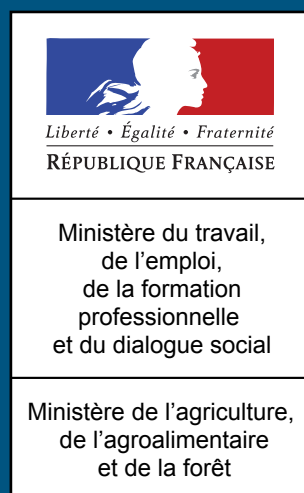 Liberté • Égalité • Fraternité
RÉPUBLIQUE FRANÇAISE
Ministère du travail,
de l’emploi,
de la formation
professionnelle
et du dialogue social
Ministère de l’agriculture,
de l’agroalimentaire
et de la forêt